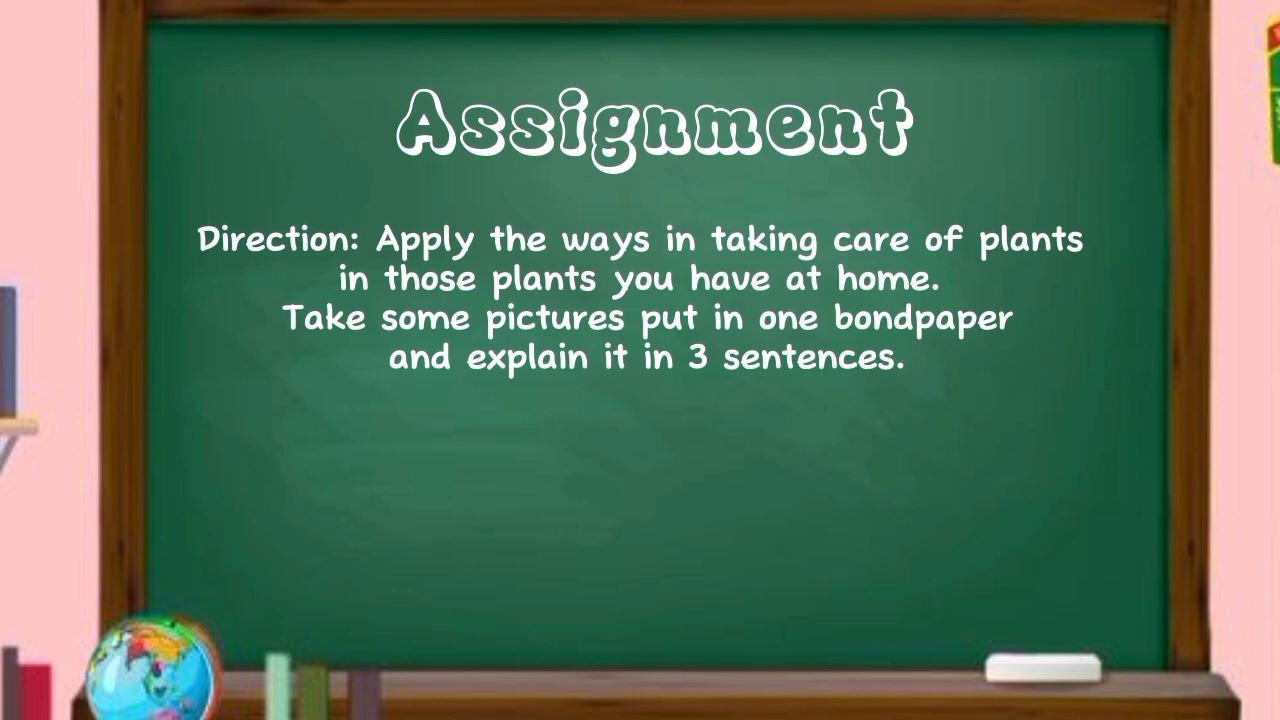 Assignment
Direction: Apply the ways in taking care of plants
in those plants you have at home.
Take some pictures put in one bondpaper
and explain it in 3 sentences.